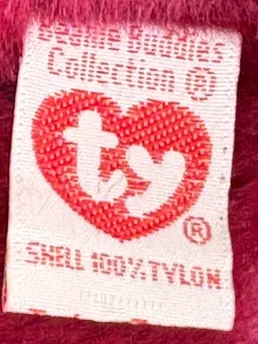 Beanie Buddies
Collection ®
ty
®
SHELL 100% TYLON